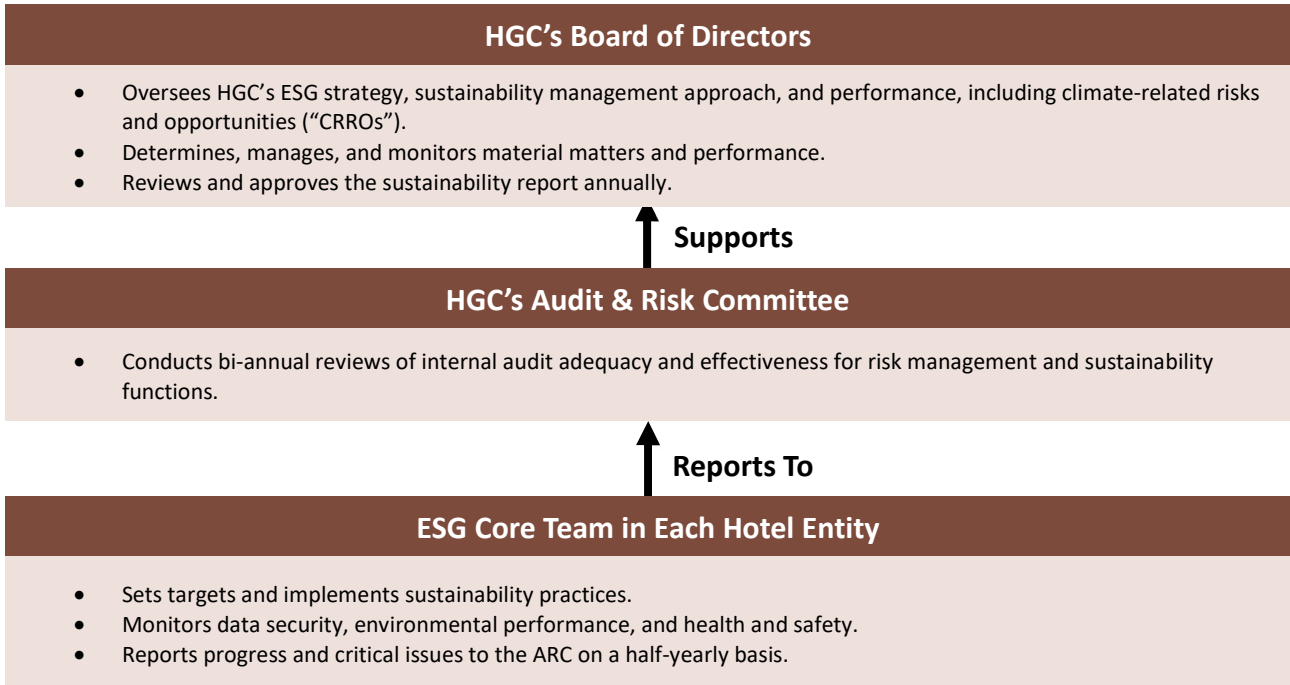 HGC’s Board of Directors
• Oversees HGC’s ESG strategy, sustainability management approach, and performance, including climate-related risks
and opportunities (“CRROs”).
• Determines, manages, and monitors material matters and performance.
• Reviews and approves the sustainability report annually.
Supports
HGC’s Audit & Risk Committee
• Conducts bi-annual reviews of internal audit adequacy and effectiveness for risk management and sustainability
functions.
Reports To
ESG Core Team in Each Hotel Entity
• Sets targets and implements sustainability practices.
• Monitors data security, environmental performance, and health and safety.
• Reports progress and critical issues to the ARC on a half-yearly basis.